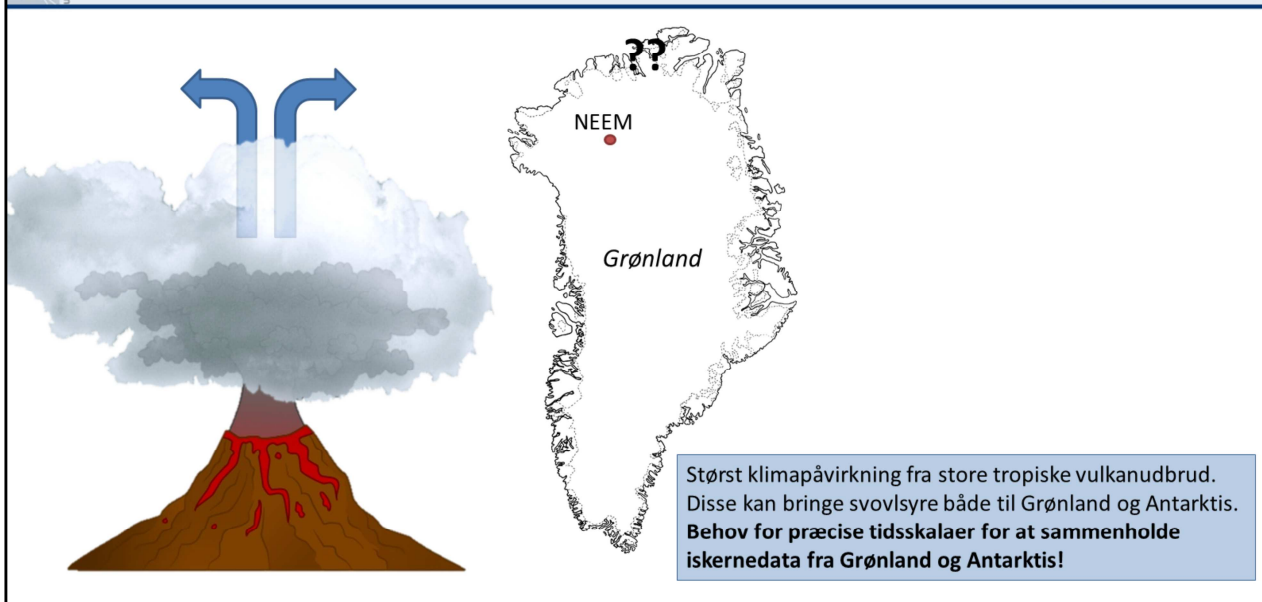 ??
NEEM
Grønland
Størst klimapåvirkning fra store tropiske vulkanudbrud.
Disse kan bringe svovlsyre både til Grønland og Antarktis.
Behov for præcise tidsskalaer for at sammenholde
iskernedata fra Grønland og Antarktis!